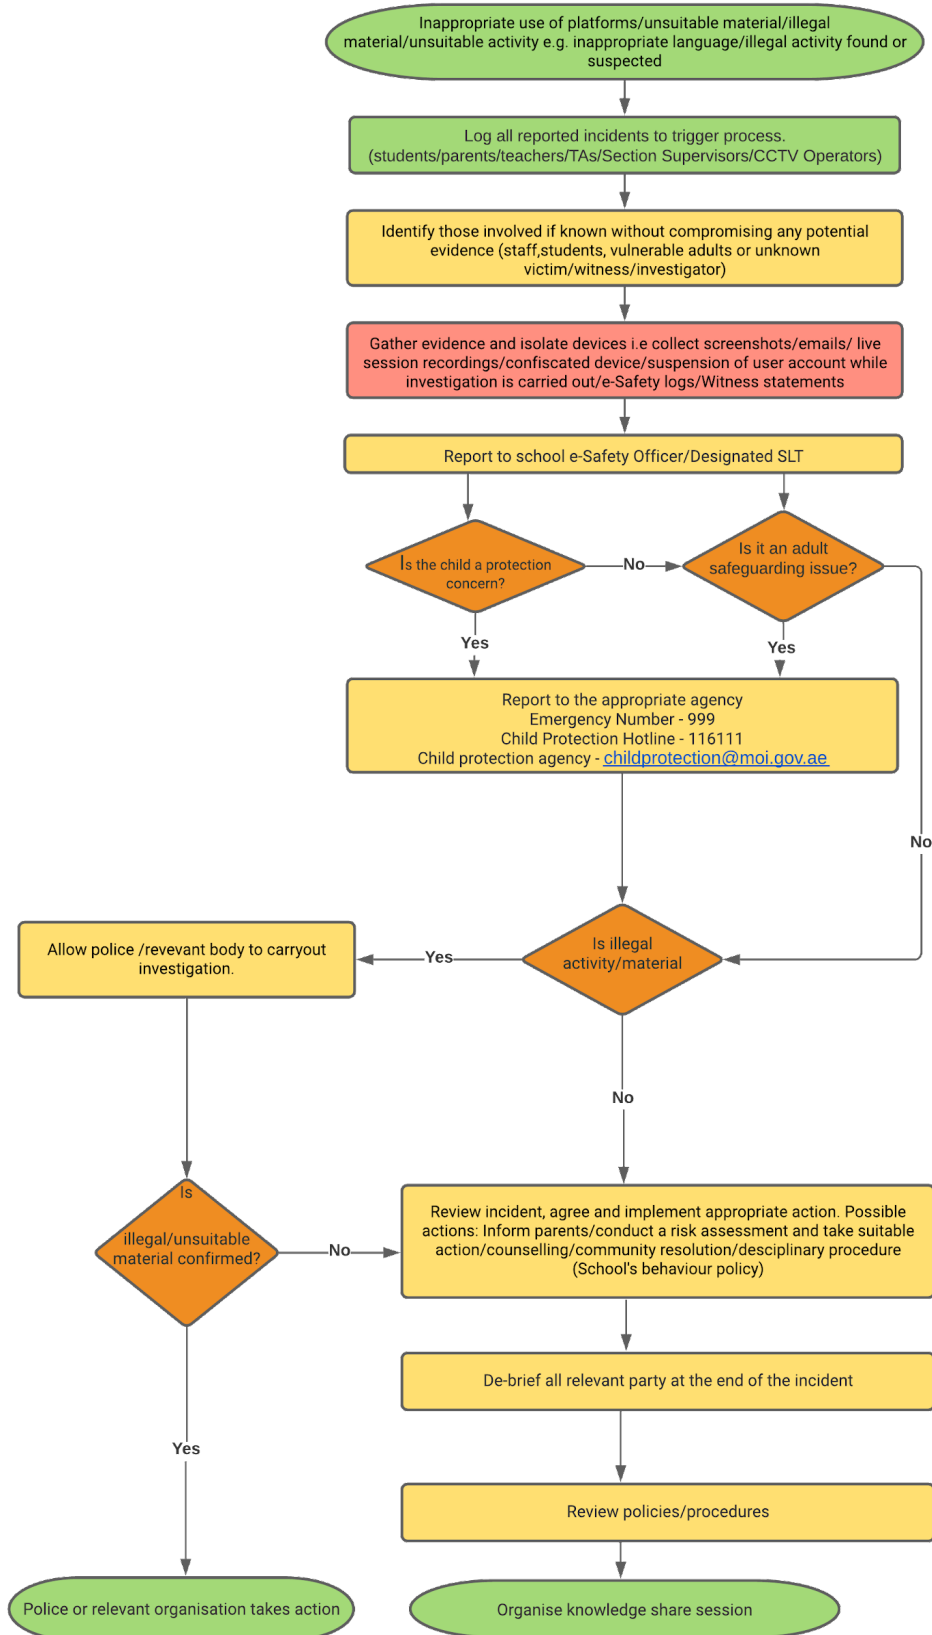 Inappropriate use of platforms/unsuitable material/illegal
material/unsuitable activity e.g. inappropriate language/illegal activity found or
suspected
Log all reported incidents to trigger process.
(students/parents/teachers/TAs/Section Supervisors/CCTV Operators)
Identify those involved if known without compromising any potential
evidence (staff,students, vulnerable adults or unknown
victim/witness/investigator)
Gather evidence and isolate devices i.e collect screenshots/emails/ live
session recordings/confiscated device/suspension of user account while
investigation is carried out/e-Safety logs/Witness statements
Report to school e-Safety Officer/Designated SLT
Is the child a protection
concern?
No
Is it an adult
safeguarding issue?
Yes
Yes
Report to the appropriate agency
Emergency Number - 999
Child Protection Hotline - 116111
Child protection agency - childprotection@moi.gov.ae
No
Is illegal
activity/material
Yes
Allow police /revevant body to carryout
investigation.
No
Is
illegal/unsuitable
material confirmed?
No
Review incident, agree and implement appropriate action. Possible
actions: Inform parents/conduct a risk assessment and take suitable
action/counselling/community resolution/desciplinary procedure
(School's behaviour policy)
De-brief all relevant party at the end of the incident
Yes
Review policies/procedures
Police or relevant organisation takes action
Organise knowledge share session